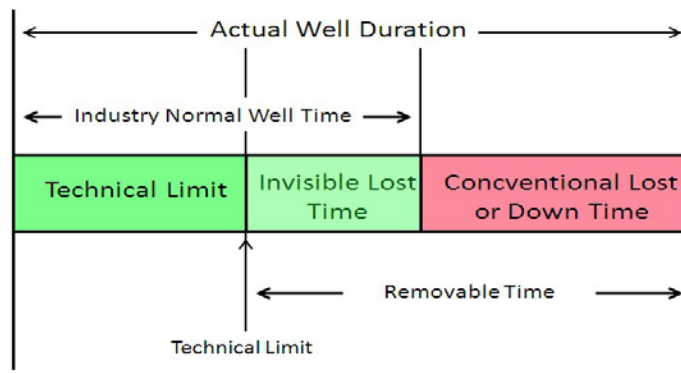 Actual Well Duration
Industry Normal Well Time
Technical Limit
Invisible Lost
Time
Concventional Lost
or Down Time
Removable Time
Technical Limit